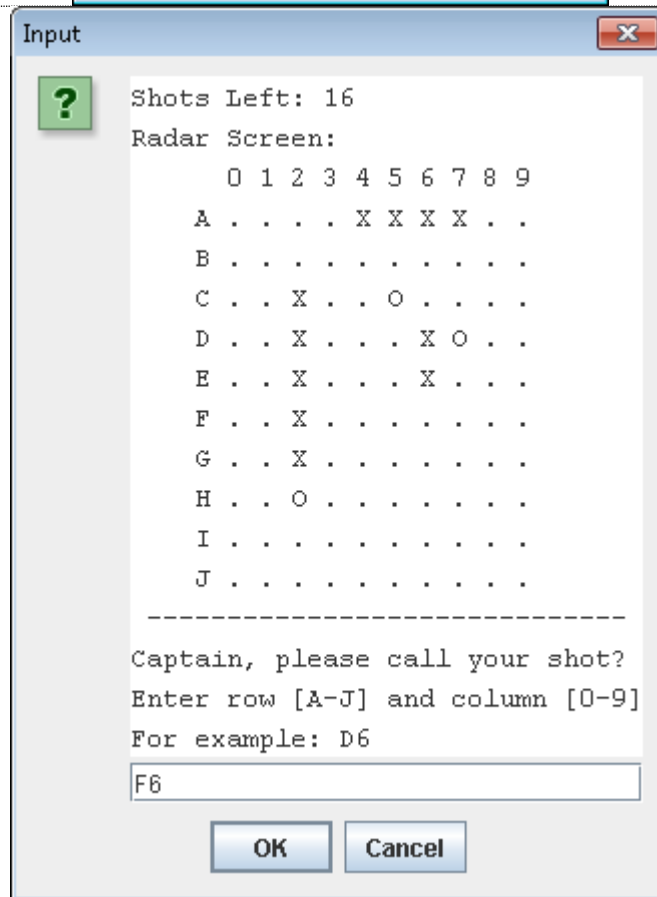 Input
?
Shots Left: 16
Radar Screen:
0 1 2 3 4 5 6 7 8 9
A . . . . X X X X . .
B . . . . . . . . . .
C . . X . . O . . . .
D . . X . . . X O . .
E . . X . . . X . . .
F . . X . . . . . . .
G . . X . . . . . . .
H . . O . . . . . . .
I . . . . . . . . . .
J . . . . . . . . . .
------------------------------
Captain, please call your shot?
Enter row [A-J] and column [0-9]
For example: D6
F6
OK Cancel